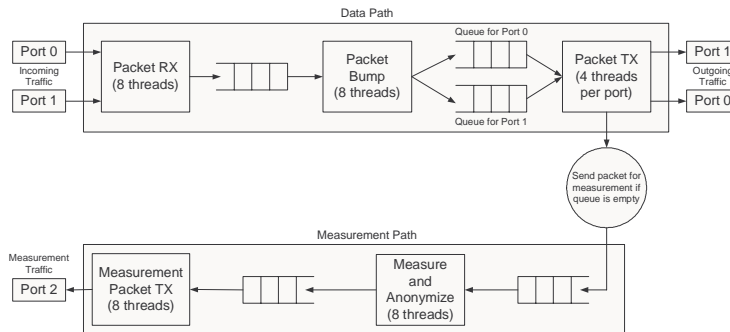 Data Path
Port 0
Incoming
Traffic
Port 1
Packet RX
(8 threads)
Packet
Bump
(8 threads)
Queue for Port 0
Queue for Port 1
Packet TX
(4 threads
per port)
Port 1
Outgoing
Traffic
Port 0
Send packet for
measurement if
queue is empty
Measurement Path
Measurement
Traffic
Port 2
Measurement
Packet TX
(8 threads)
Measure
and
Anonymize
(8 threads)